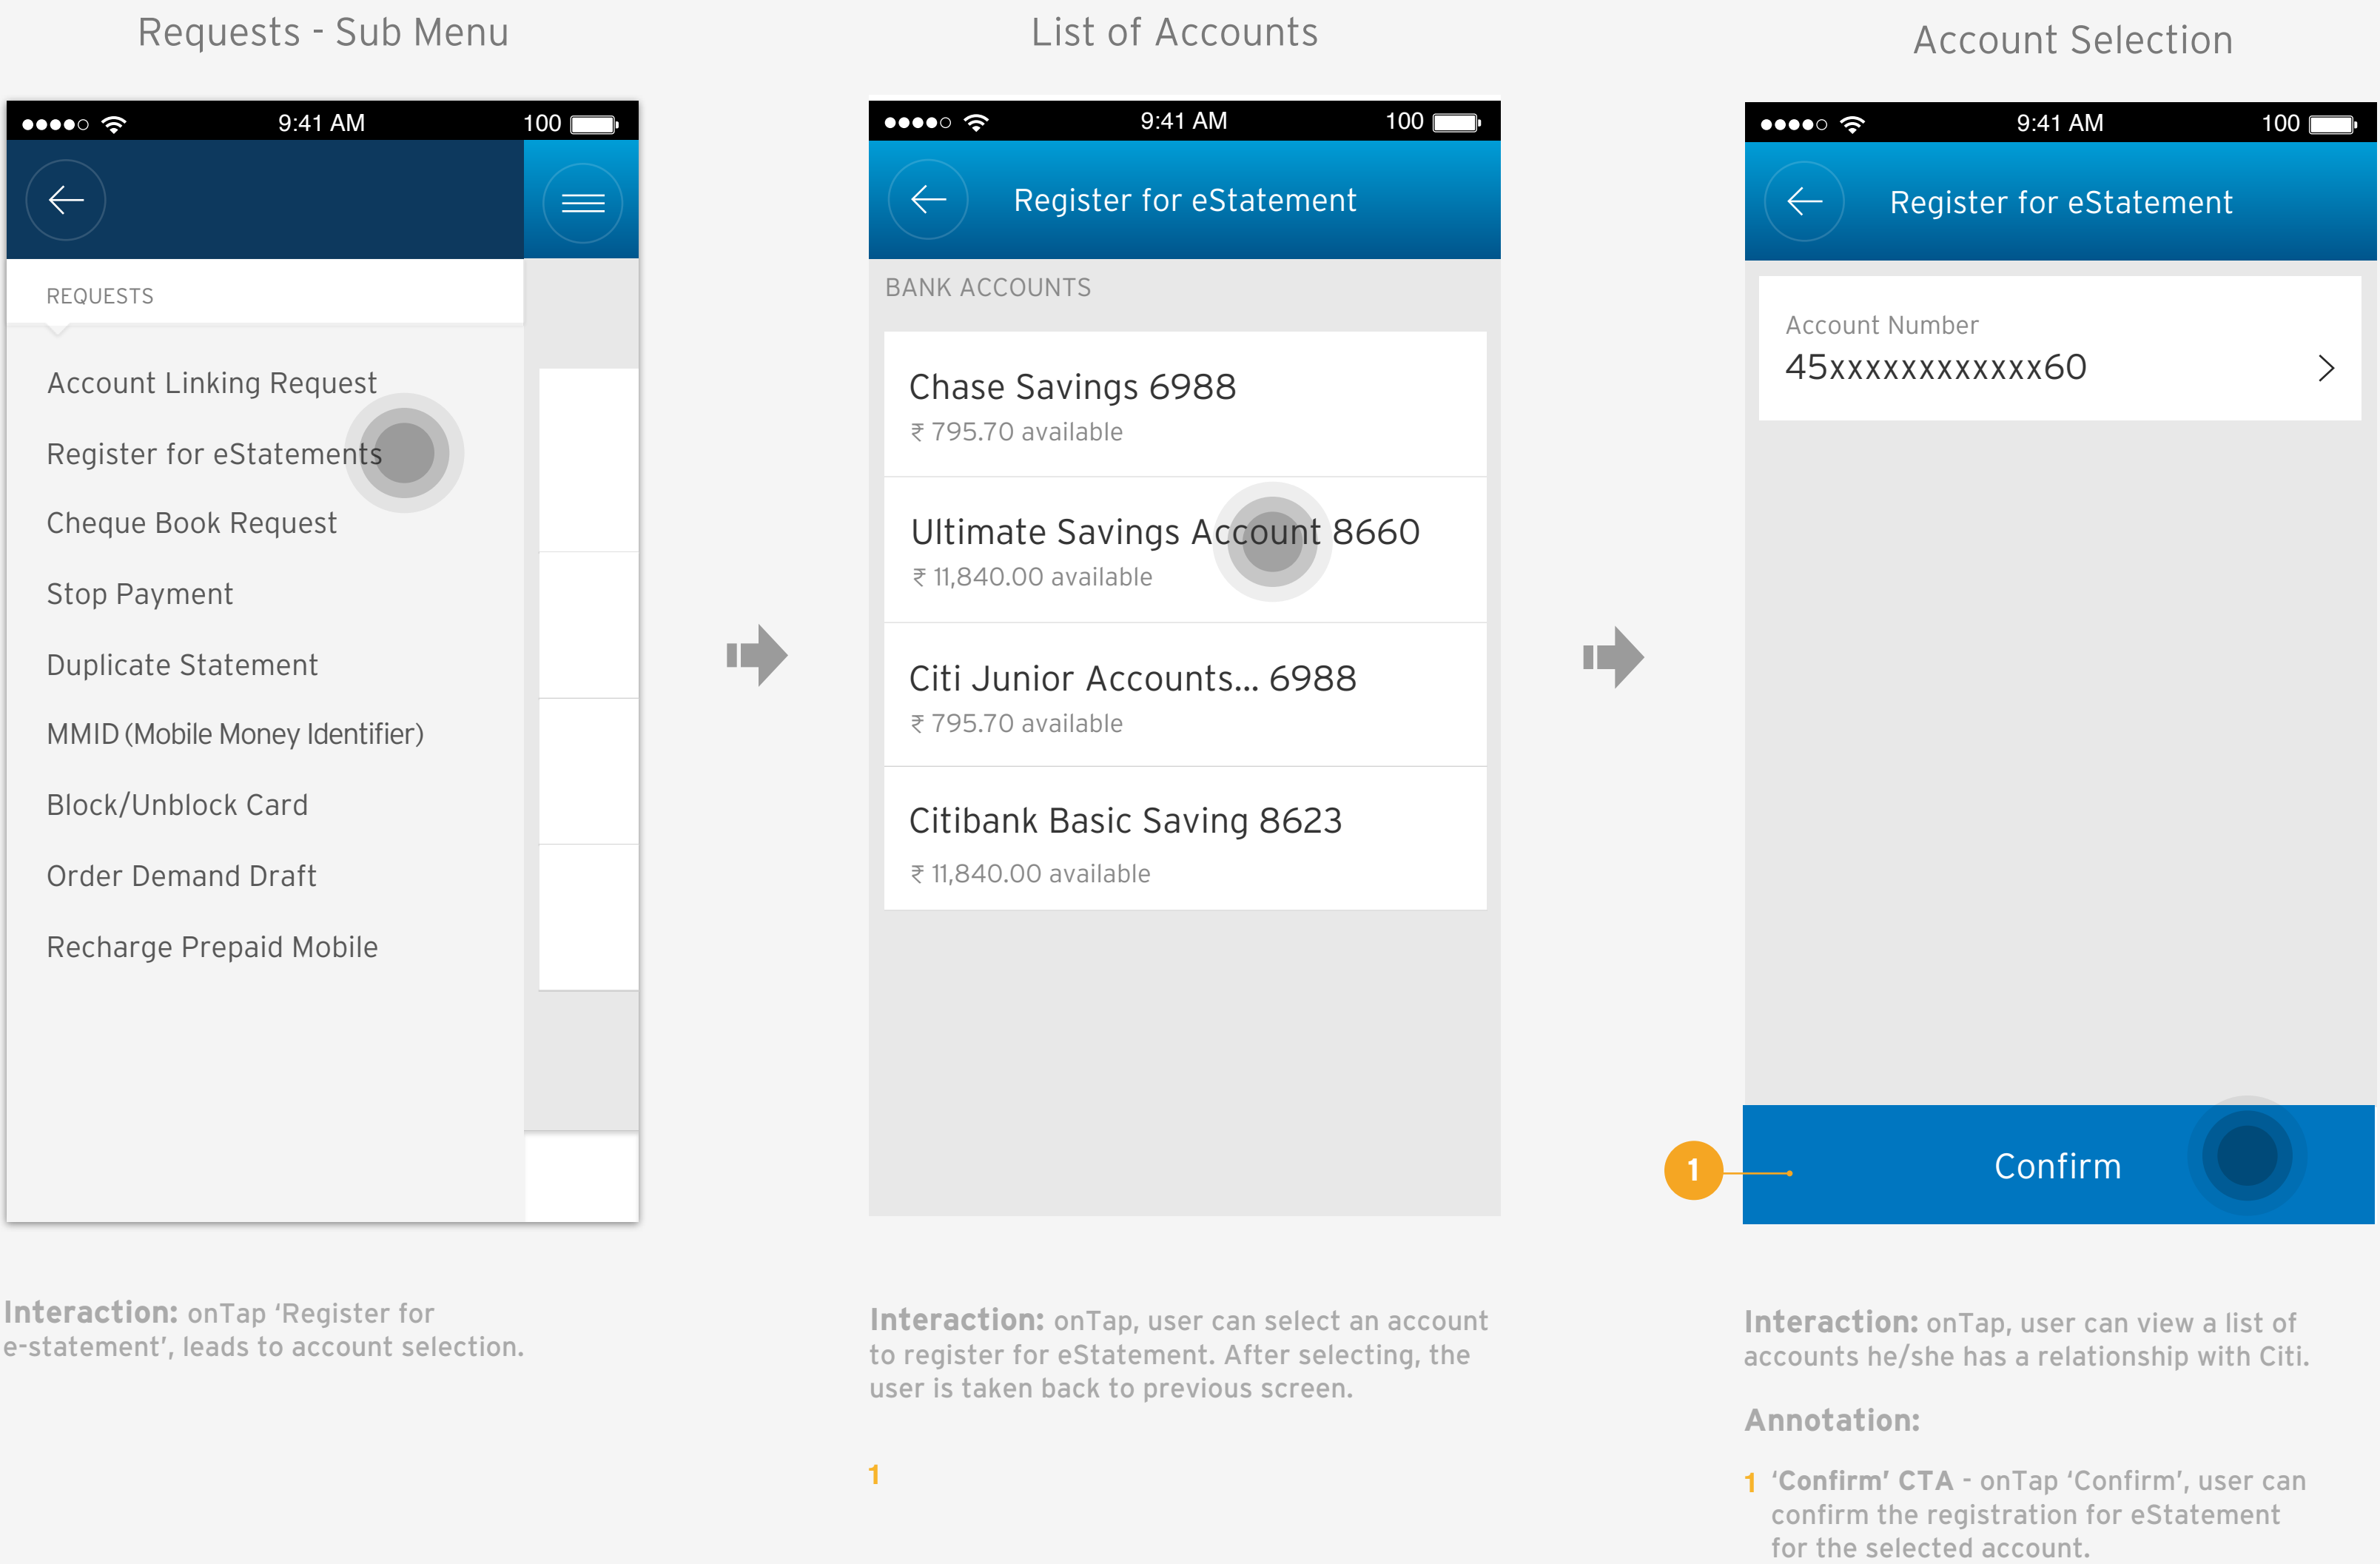 Requests - Sub Menu
9:41 AM
100
REQUESTS
Account Linking Request
Register for eStatements
Cheque Book Request
Stop Payment
Duplicate Statement
MMID (Mobile Money Identifier)
Block/Unblock Card
Order Demand Draft
Recharge Prepaid Mobile
Interaction: onTap ‘Register for
e-statement’, leads to account selection.
List of Accounts
9:41 AM
100
Register for eStatement
BANK ACCOUNTS
Chase Savings 6988
₹ 795.70 available
Ultimate Savings Account 8660
₹ 11,840.00 available
Citi Junior Accounts... 6988
₹ 795.70 available
Citibank Basic Saving 8623
₹ 11,840.00 available
Interaction: onTap, user can select an account
to register for eStatement. After selecting, the
user is taken back to previous screen.
1
Account Selection
9:41 AM
100
Register for eStatement
Account Number
45xxxxxxxxxxxx60
1
Confirm
Interaction: onTap, user can view a list of
accounts he/she has a relationship with Citi.
Annotation:
1 ‘Confirm’ CTA - onTap ‘Confirm’, user can
confirm the registration for eStatement
for the selected account.